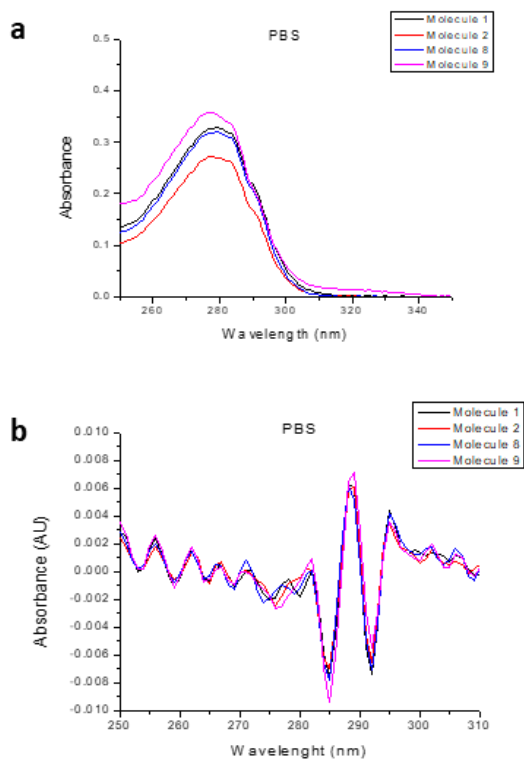 a
PBS
Molecule 1
Molecule 2
Molecule 8
Molecule 9
0.5
0.4
0.3
0.2
0.1
0.0
Absorbance
260 280 300 320 340
Wavelength (nm)
b
PBS
Molecule 1
Molecule 2
Molecule 8
Molecule 9
0.010
0.008
0.006
0.004
0.002
0.000
-0.002
-0.004
-0.006
-0.008
-0.010
Absorbance (AU)
250 260 270 280 290 300 310
Wavelenght (nm)